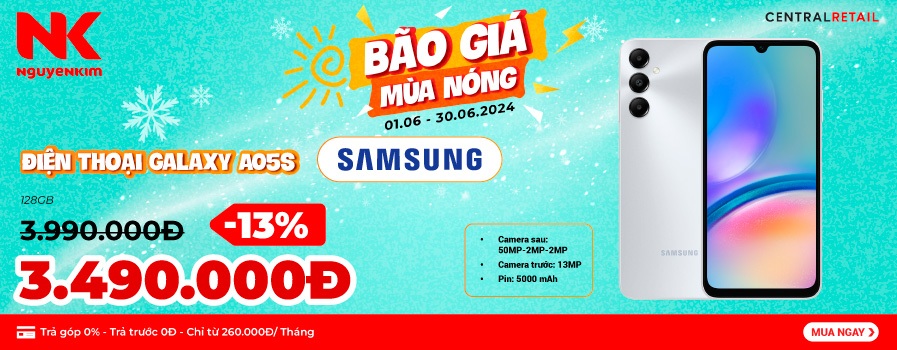 NK
NGUYENKIM
BÃO GIÁ
MÙA NÓNG
01.06 - 30.06.2024
CENTRALRETAIL
ĐIỆN THOẠI GALAXY A05S
SAMSUNG
128GB
3.990.000Đ
-13%
3.490.000Đ
• Camera sau:
50MP-2MP-2MP
• Camera trước: 13MP
• Pin: 5000 mAh
SAMSUNG
Trả góp 0% - Trả trước 0Đ - Chỉ từ 260.000Đ/ Tháng
MUA NGAY